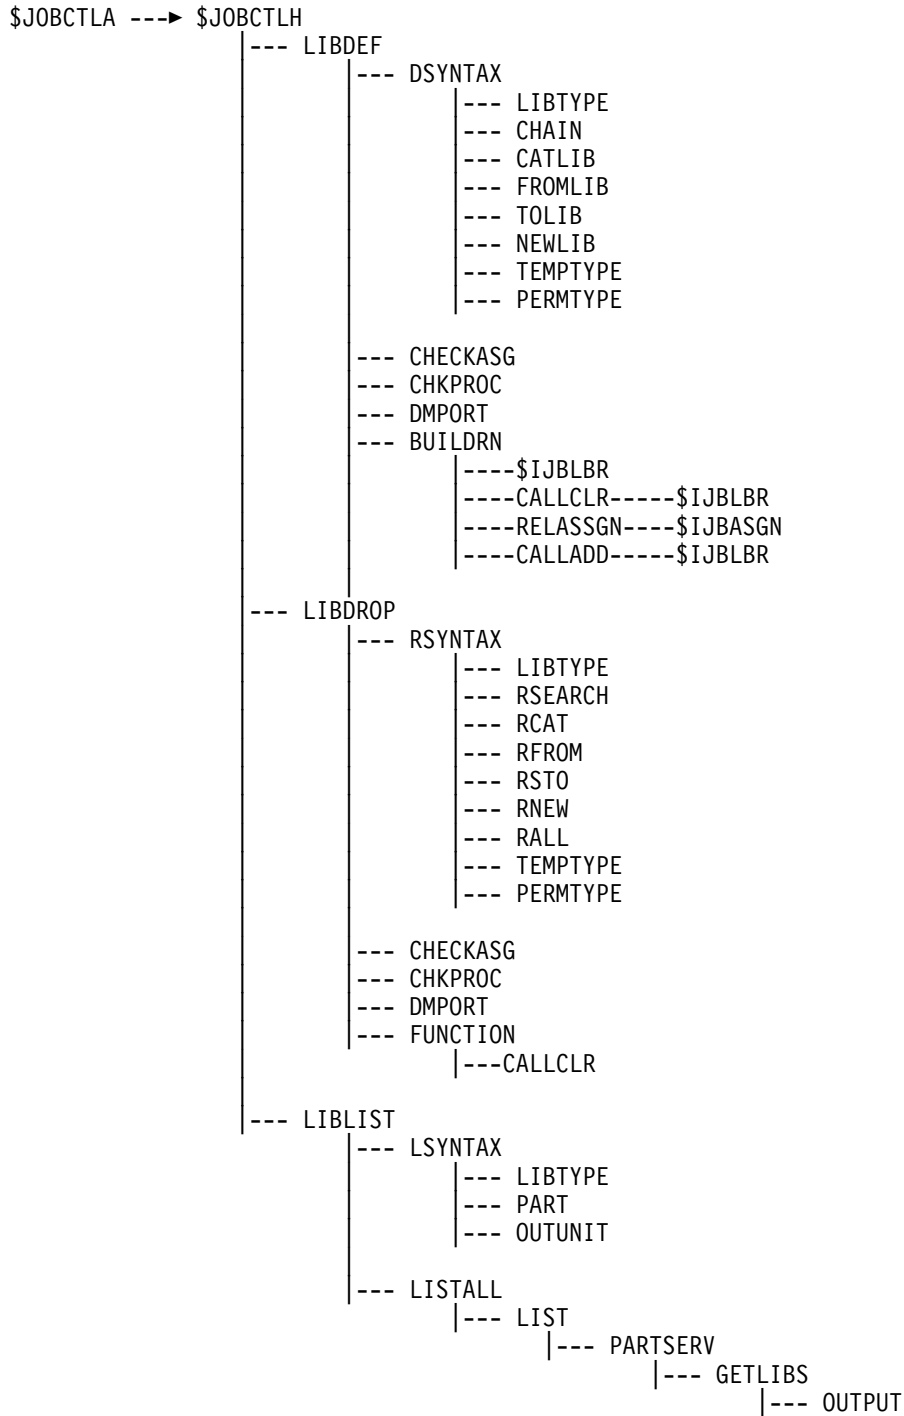 $JOBCTLA ---► $JOBCTLH
|--- LIBDEF
|--- DSYNTAX
|--- LIBTYPE
|--- CHAIN
|--- CATLIB
|--- FROMLIB
|--- TOLIB
|--- NEWLIB
|--- TEMPTYPE
|--- PERMTYPE
|--- CHECKASG
|--- CHKPROC
|--- DMPORT
|--- BUILDRN
|----$IJBLBR
|----CALLCLR-----$IJBLBR
|----RELASSGN----$IJBASGN
|----CALLADD-----$IJBLBR
|--- LIBDROP
|--- RSYNTAX
|--- LIBTYPE
|--- RSEARCH
|--- RCAT
|--- RFROM
|--- RSTO
|--- RNEW
|--- RALL
|--- TEMPTYPE
|--- PERMTYPE
|--- CHECKASG
|--- CHKPROC
|--- DMPORT
|--- FUNCTION
|---CALLCLR
|--- LIBLIST
|--- LSYNTAX
|--- LIBTYPE
|--- PART
|--- OUTUNIT
|--- LISTALL
|--- LIST
|--- PARTSERV
|--- GETLIBS
|--- OUTPUT